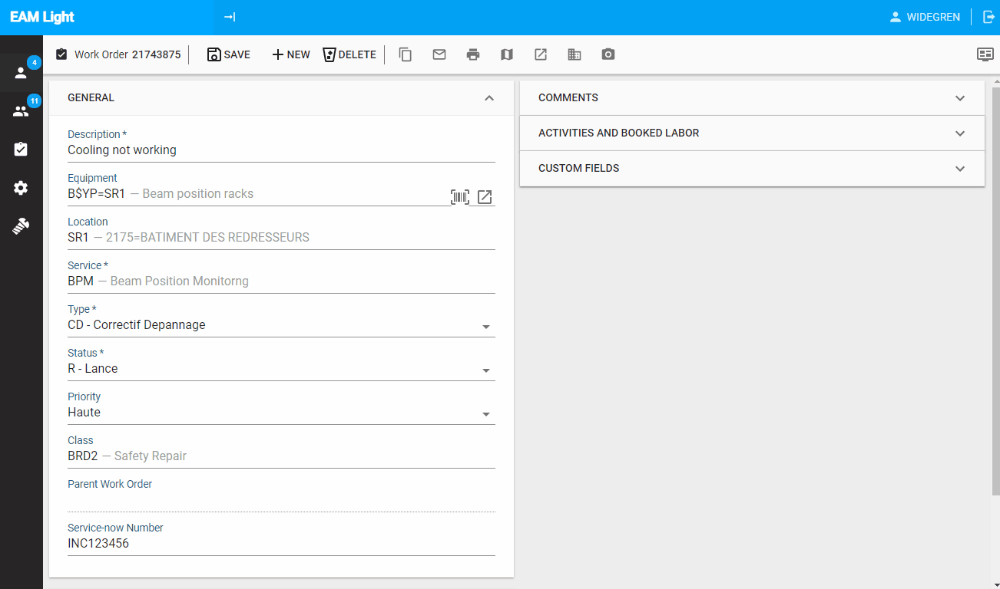 EAM Light
WIDEGREN
4
11
Work Order 21743875
SAVE
NEW
DELETE
GENERAL
Description *
Cooling not working
Equipment
B$YP=SR1 — Beam position racks
Location
SR1 — 2175=BATIMENT DES REDRESSEURS
Service *
BPM — Beam Position Monitorng
Type *
CD - Correctif Depannage
Status *
R - Lance
Priority
Haute
Class
BRD2 — Safety Repair
Parent Work Order
Service-now Number
INC123456
COMMENTS
ACTIVITIES AND BOOKED LABOR
CUSTOM FIELDS